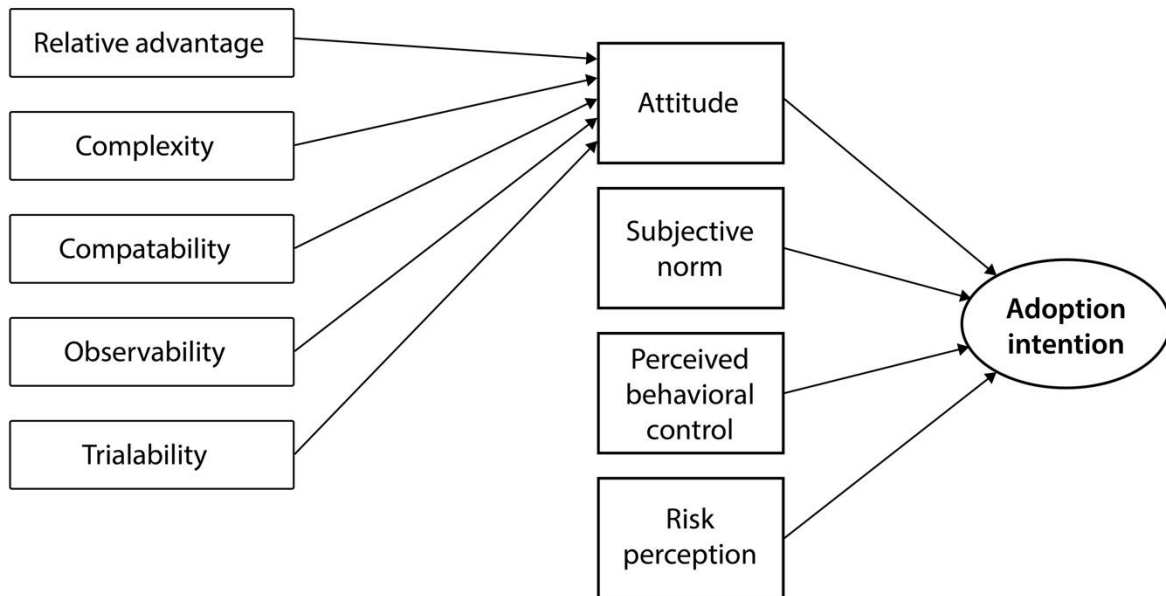 Relative advantage
Complexity
Compatability
Observability
Trialability
Attitude
Subjective
norm
Perceived
behavioral
control
Risk
perception
Adoption
intention